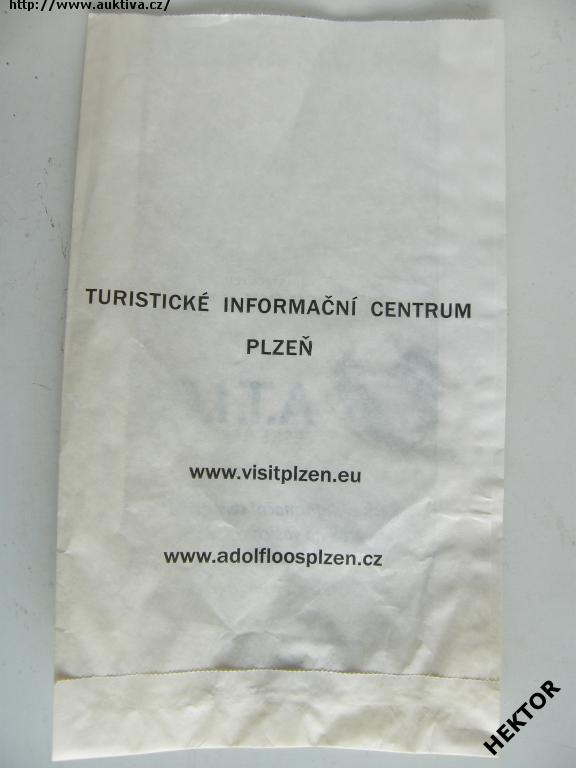 http://www.auktiva.cz/
TURISTICKÉ INFORMAČNÍ CENTRUM
PLZEŇ
www.visitplzen.eu
www.adolfloosplzen.cz
HEKTOR